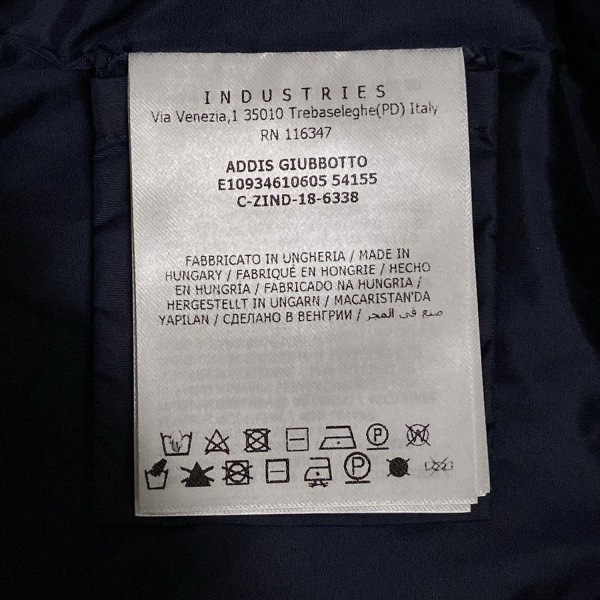 INDUSTRIES
Via Venezia,1 35010 Trebaseleghe(PD) Italy
RN 116347
ADDIS GIUBBOTTO
E10934610605 54155
C-ZIND-18-6338
FABBRICATO IN UNGHERIA / MADE IN
HUNGARY / FABRIQUÉ EN HONGRIE / HECHO
EN HUNGRÍA / FABRICADO NA HUNGRIA /
HERGESTELLT IN UNGARN / MACARISTAN'DA
YAPILAN / СДЕЛАНО В ВЕНГРИИ / صنع في المجر
P W
P